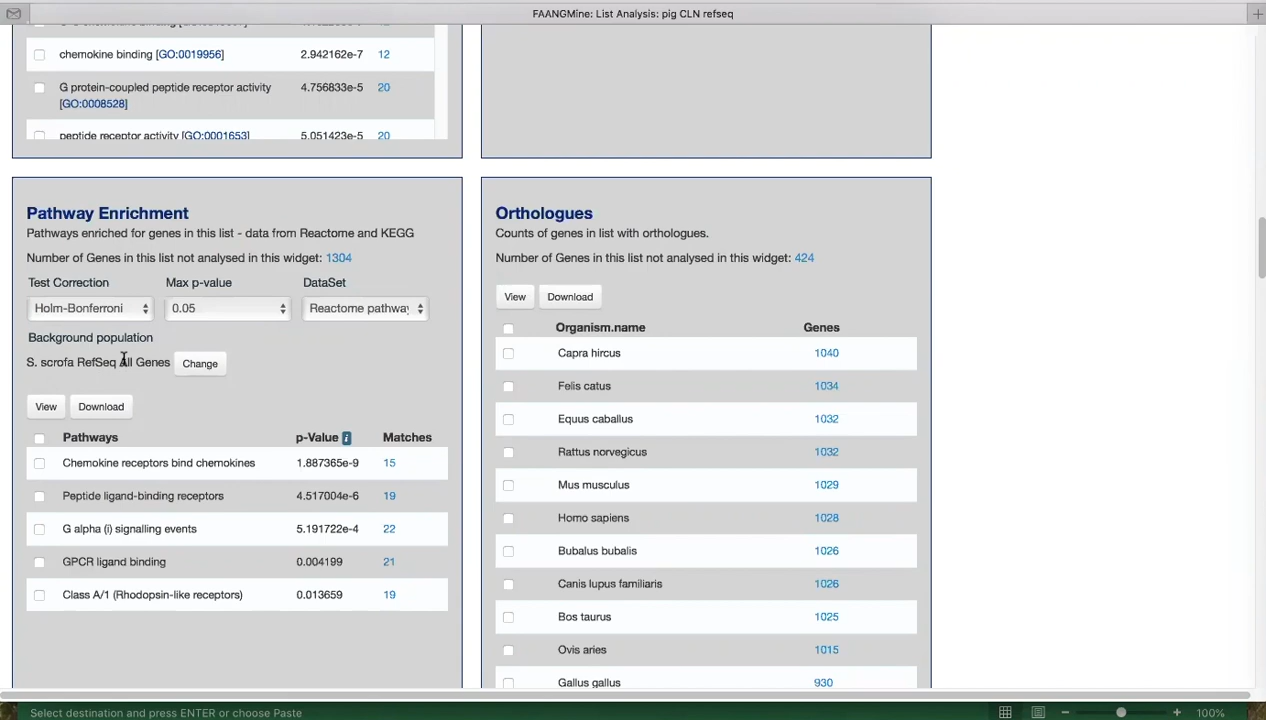 FAANGMine: List Analysis: pig CLN refseq
chemokine binding [GO:0019956] 2.942162e-7 12
G protein-coupled peptide receptor activity [GO:0008528] 4.756833e-5 20
peptide receptor activity [GO:0001653] 5.051423e-5 20
Pathway Enrichment
Pathways enriched for genes in this list - data from Reactome and KEGG
Number of Genes in this list not analysed in this widget: 1304
Test Correction Max p-value DataSet
Holm-Bonferroni 0.05 Reactome pathway
Background population
S. scrofa RefSeq All Genes Change
View Download
Pathways p-Value i Matches
Chemokine receptors bind chemokines 1.887365e-9 15
Peptide ligand-binding receptors 4.517004e-6 19
G alpha (i) signalling events 5.191722e-4 22
GPCR ligand binding 0.004199 21
Class A/1 (Rhodopsin-like receptors) 0.013659 19
Orthologues
Counts of genes in list with orthologues.
Number of Genes in this list not analysed in this widget: 424
View Download
Organism.name Genes
Capra hircus 1040
Felis catus 1034
Equus caballus 1032
Rattus norvegicus 1032
Mus musculus 1029
Homo sapiens 1028
Bubalus bubalis 1026
Canis lupus familiaris 1026
Bos taurus 1025
Ovis aries 1015
Gallus gallus 930
Select destination and press ENTER or choose Paste 100%